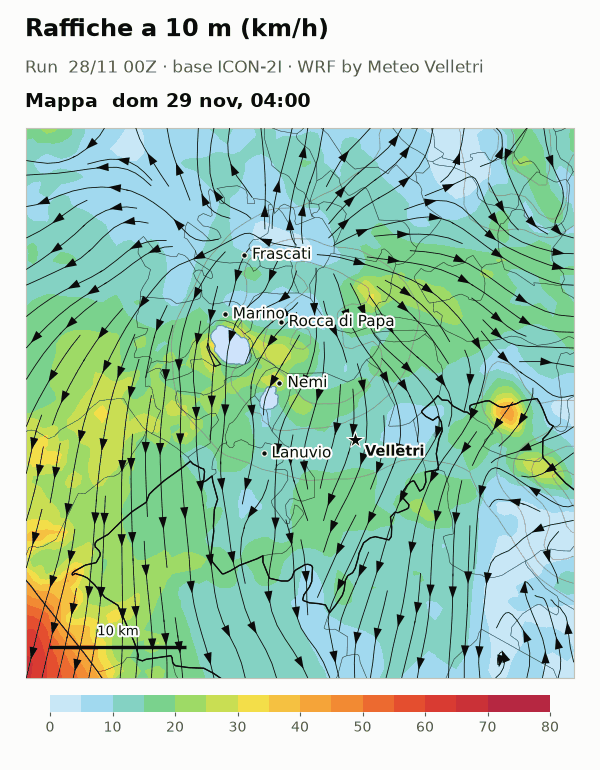 Raffiche a 10 m (km/h)
Run 28/11 00Z · base ICON-2I · WRF by Meteo Velletri
Mappa dom 29 nov, 04:00
Frascati
Marino
Rocca di Papa
Nemi
Velletri
Lanuvio
10 km
0 10 20 30 40 50 60 70 80